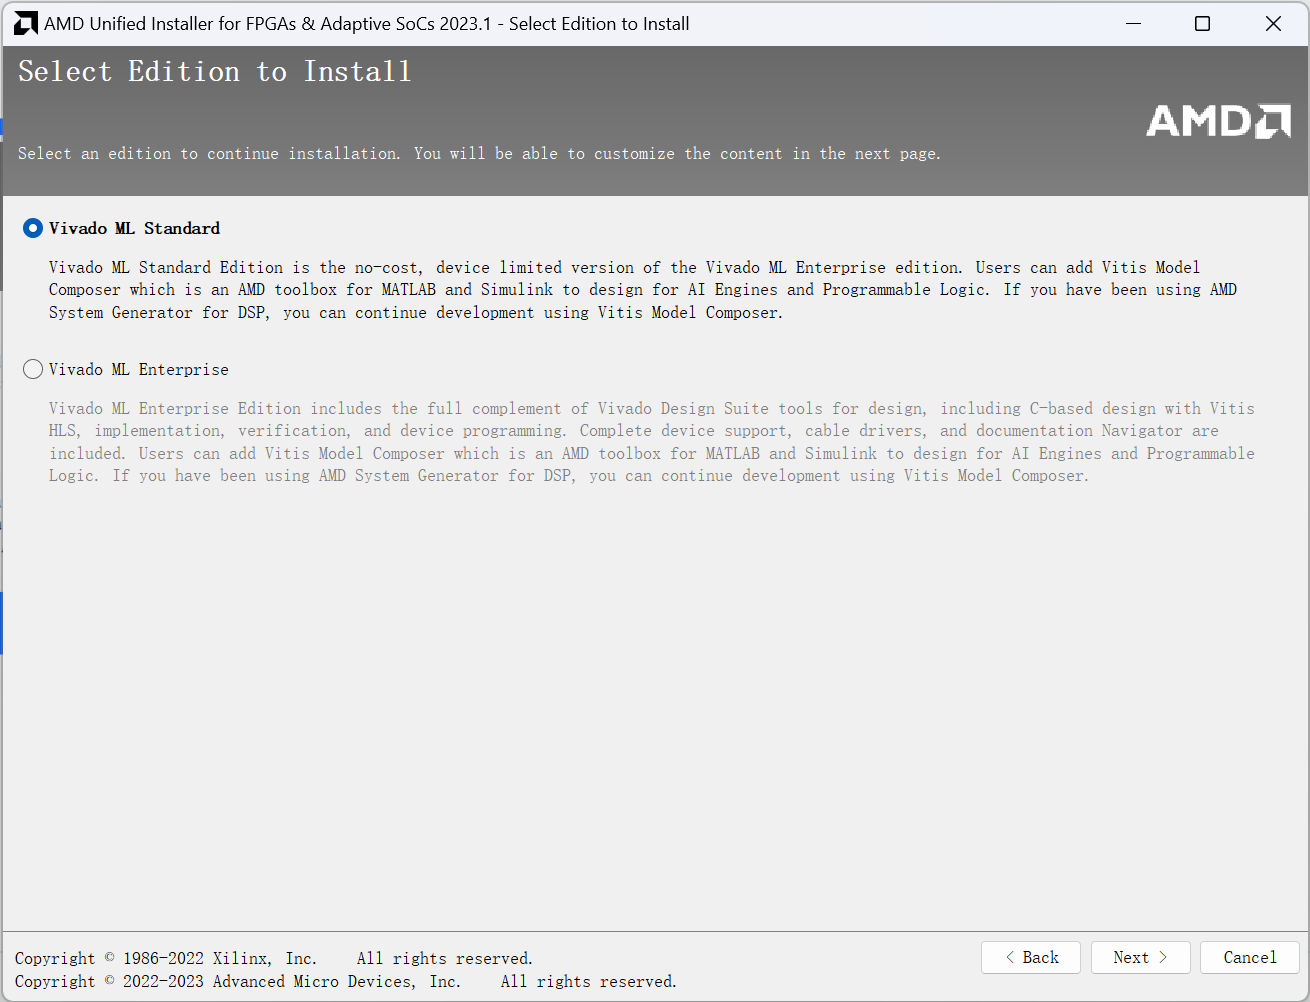 AMD Unified Installer for FPGAs & Adaptive SoCs 2023.1 - Select Edition to Install
Select Edition to Install
AMD
Select an edition to continue installation. You will be able to customize the content in the next page.
Vivado ML Standard
Vivado ML Standard Edition is the no-cost, device limited version of the Vivado ML Enterprise edition. Users can add Vitis Model
Composer which is an AMD toolbox for MATLAB and Simulink to design for AI Engines and Programmable Logic. If you have been using AMD
System Generator for DSP, you can continue development using Vitis Model Composer.
Vivado ML Enterprise
Vivado ML Enterprise Edition includes the full complement of Vivado Design Suite tools for design, including C-based design with Vitis
HLS, implementation, verification, and device programming. Complete device support, cable drivers, and documentation Navigator are
included. Users can add Vitis Model Composer which is an AMD toolbox for MATLAB and Simulink to design for AI Engines and Programmable
Logic. If you have been using AMD System Generator for DSP, you can continue development using Vitis Model Composer.
Copyright © 1986-2022 Xilinx, Inc. All rights reserved.
Copyright © 2022-2023 Advanced Micro Devices, Inc. All rights reserved.
< Back
Next >
Cancel